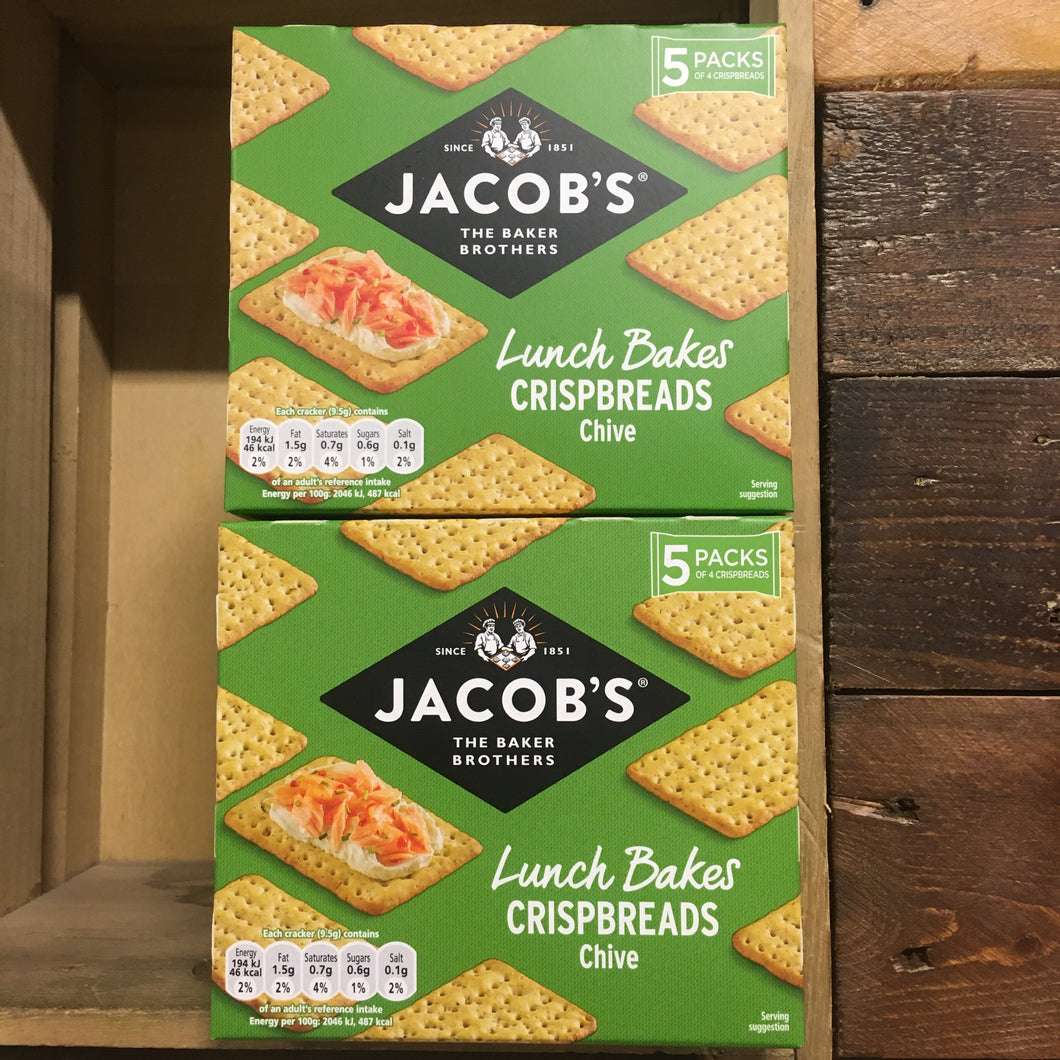 5 PACKS
OF 4 CRISPBREADS
SINCE 1851
JACOB'S®
THE BAKER
BROTHERS
Lunch Bakes
CRISPBREADS
Chive
Each cracker (9.5g) contains
Energy Fat Saturates Sugars Salt
194 kJ
46 kcal 1.5g 0.7g 0.6g 0.1g
2% 2% 4% 1% 2%
of an adult's reference intake
Energy per 100g: 2046 kJ, 487 kcal
Serving
suggestion
5 PACKS
OF 4 CRISPBREADS
SINCE 1851
JACOB'S®
THE BAKER
BROTHERS
Lunch Bakes
CRISPBREADS
Chive
Each cracker (9.5g) contains
Energy Fat Saturates Sugars Salt
194 kJ
46 kcal 1.5g 0.7g 0.6g 0.1g
2% 2% 4% 1% 2%
of an adult's reference intake
Energy per 100g: 2046 kJ, 487 kcal
Serving
suggestion